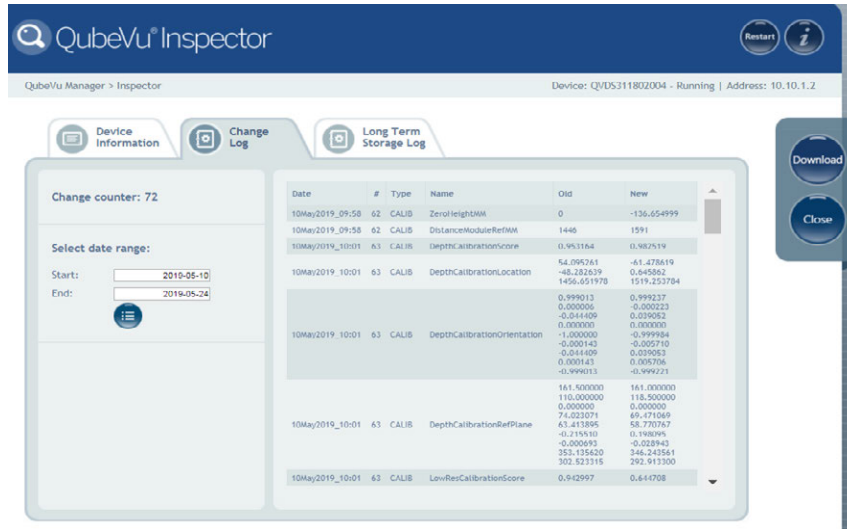 QubeVu® Inspector
Restart
i
QubeVu Manager > Inspector
Device: QVDS311802004 - Running | Address: 10.10.1.2
Device Information
Change Log
Long Term Storage Log
Download
Close
Change counter: 72
Select date range:
Start: 2019-05-10
End: 2019-05-24
Date # Type Name Old New
10May2019_09:58 62 CALIB ZeroHeightMM 0 -136.654999
10May2019_09:58 62 CALIB DistanceModuleRefMM 1446 1591
10May2019_10:01 63 CALIB DepthCalibrationScore 0.953164 0.982519
10May2019_10:01 63 CALIB DepthCalibrationLocation
54.095261 -61.478619
-48.282639 0.645862
1456.651978 1519.253784
10May2019_10:01 63 CALIB DepthCalibrationOrientation
0.999013 0.999237
0.000006 -0.000223
-0.044409 0.039052
0.000000 0.000000
-1.000000 -0.999984
-0.000143 -0.005710
-0.044409 0.039053
0.000143 0.005706
-0.999013 -0.999221
10May2019_10:01 63 CALIB DepthCalibrationRefPlane
161.500000 161.000000
110.000000 118.500000
0.000000 0.000000
74.023071 69.471069
63.413895 58.770767
-0.215510 0.198095
-0.000693 -0.028943
353.135620 346.243561
302.523315 292.913300
10May2019_10:01 63 CALIB LowResCalibrationScore 0.942997 0.644708